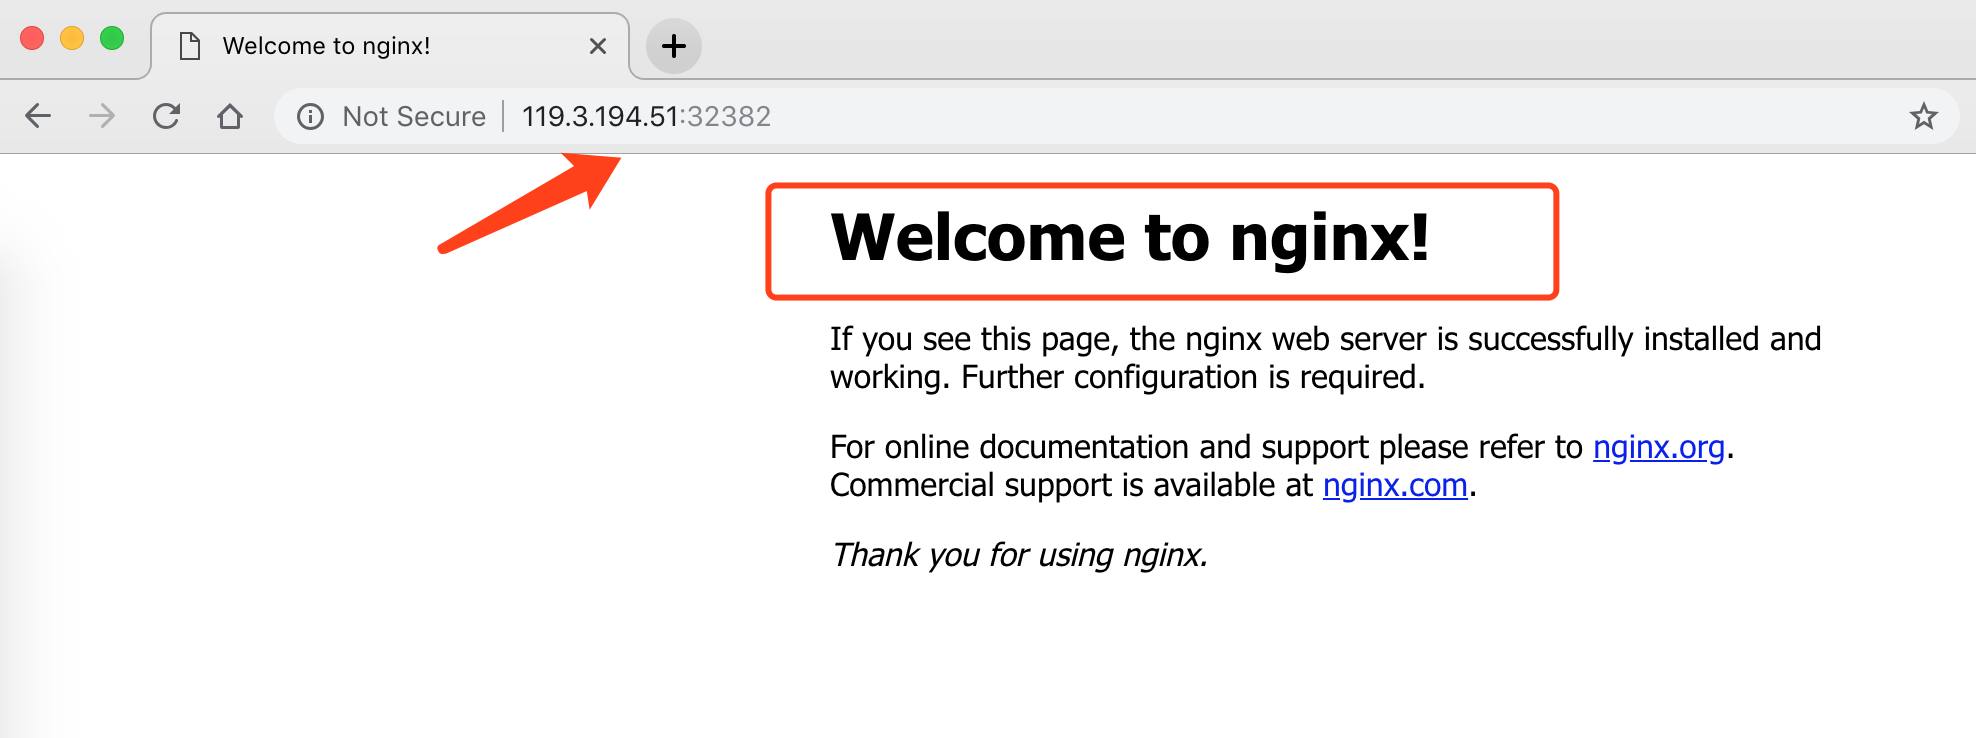 Welcome to nginx!
Not Secure | 119.3.194.51:32382
Welcome to nginx!
If you see this page, the nginx web server is successfully installed and
working. Further configuration is required.
For online documentation and support please refer to nginx.org.
Commercial support is available at nginx.com.
Thank you for using nginx.